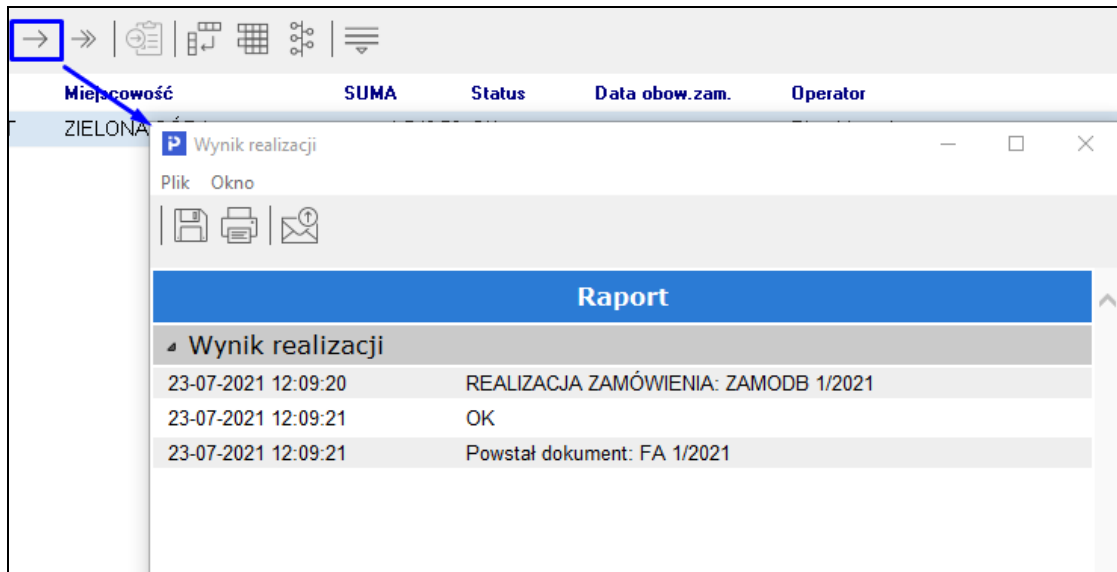 Miejscowość SUMA Status Data obow.zam. Operator
ZIELONA
Wynik realizacji
Plik Okno
Raport
Wynik realizacji
23-07-2021 12:09:20 REALIZACJA ZAMÓWIENIA: ZAMODB 1/2021
23-07-2021 12:09:21 OK
23-07-2021 12:09:21 Powstał dokument: FA 1/2021